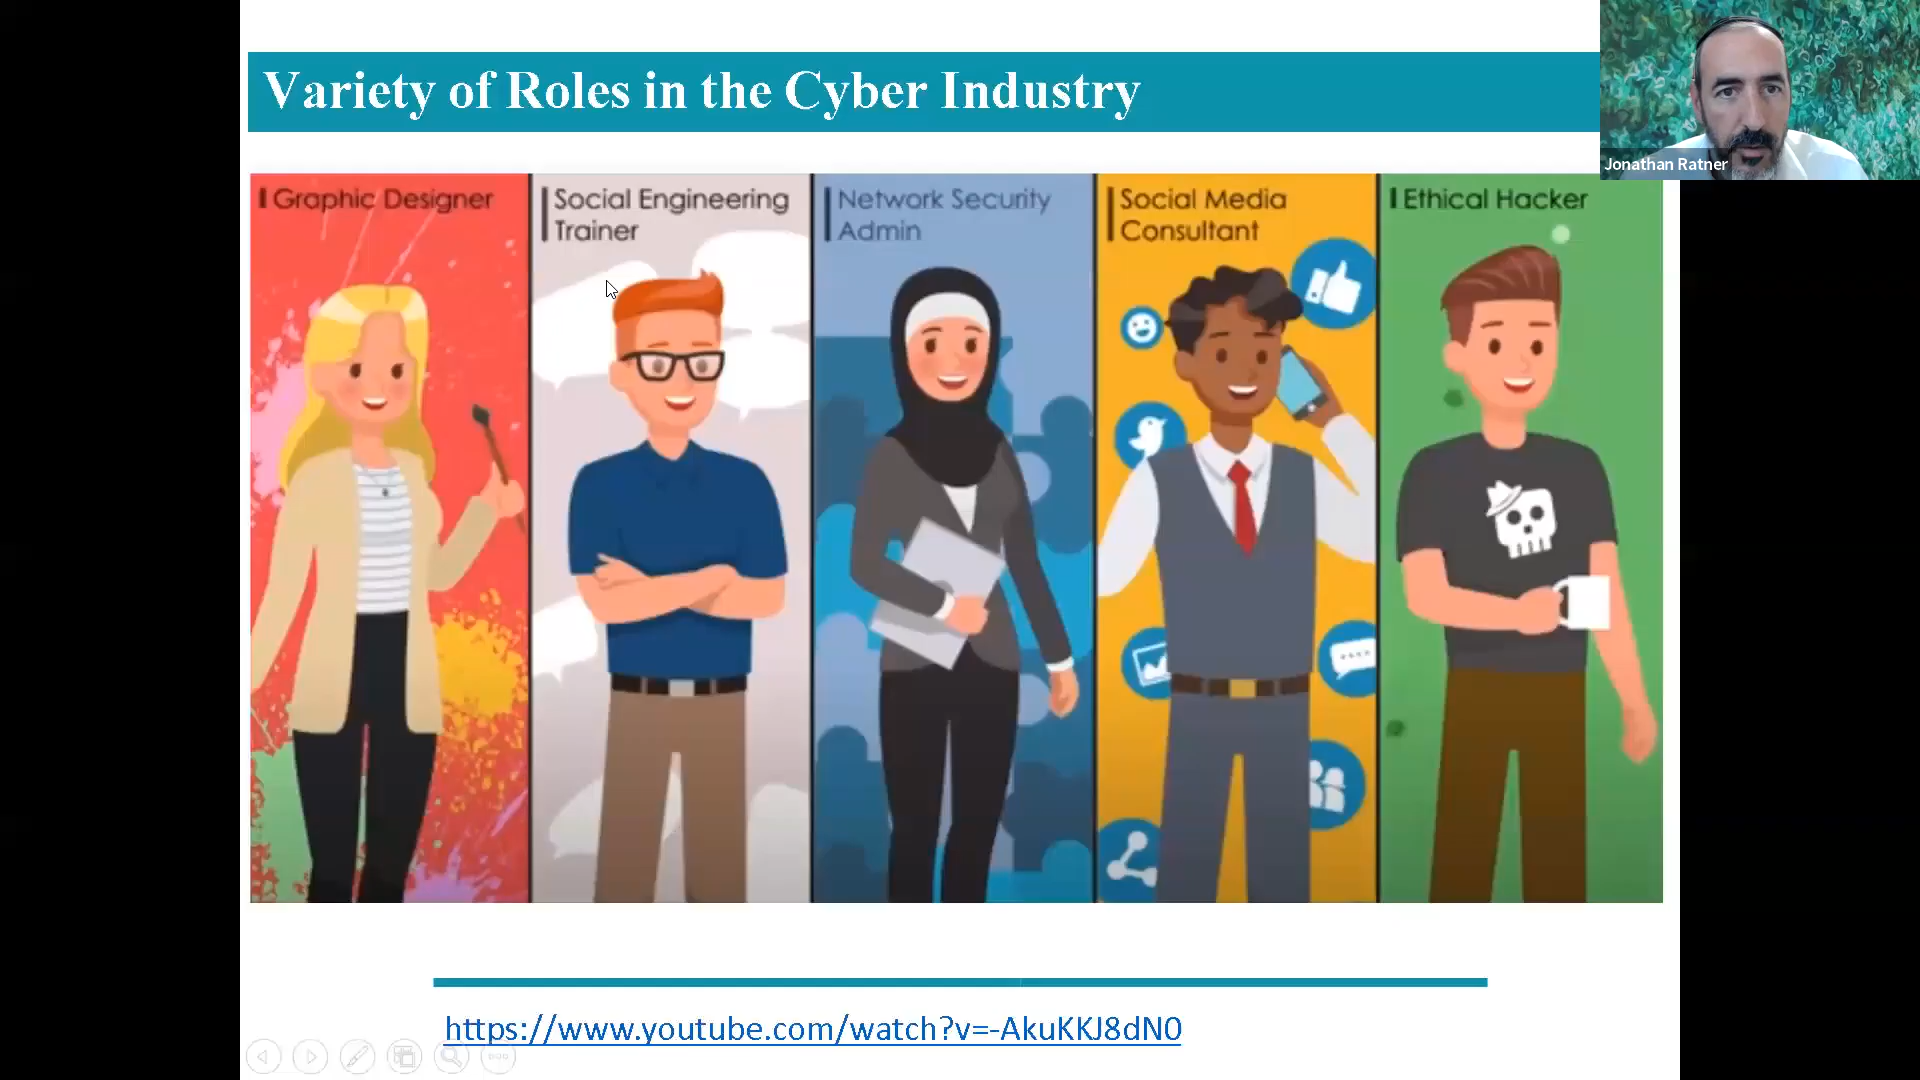 Variety of Roles in the Cyber Industry
Jonathan Ratner
Graphic Designer
Social Engineering
Trainer
Network Security
Admin
Social Media
Consultant
Ethical Hacker
https://www.youtube.com/watch?v=-AkuKKJ8dN0